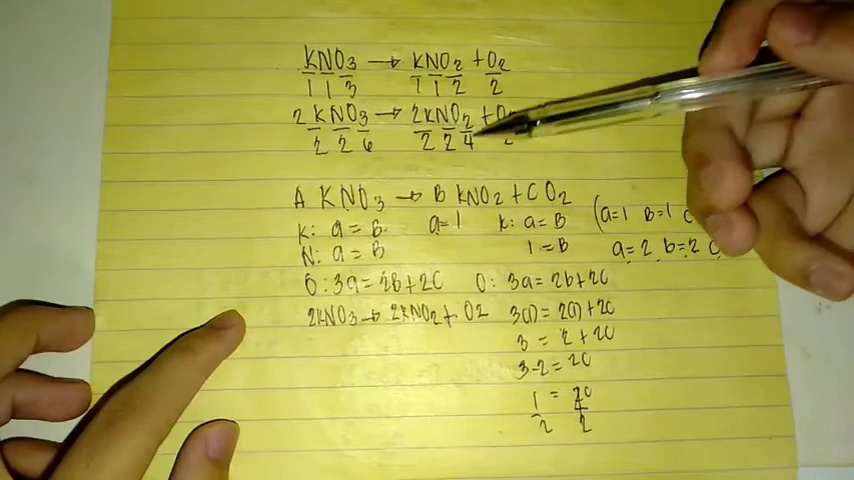 KNO3 → KNO2 + O2
1 1 3 1 1 2 2
2 KNO3 → 2KNO2 + O
2 2 6 2 2 4
A KNO3 → B KNO2 + C O2
K: a = B a = 1 K: a = B (a=1 B=1 C
N: a = B 1 = B a=2, b=2, C
O: 3a = 2B + 2C O: 3a = 2b + 2C
2KNO3 → 2KNO2 + O2 3(1) = 2(1) + 2C
3 = 2 + 2C
3-2 = 2C
1 = 2C
2 2